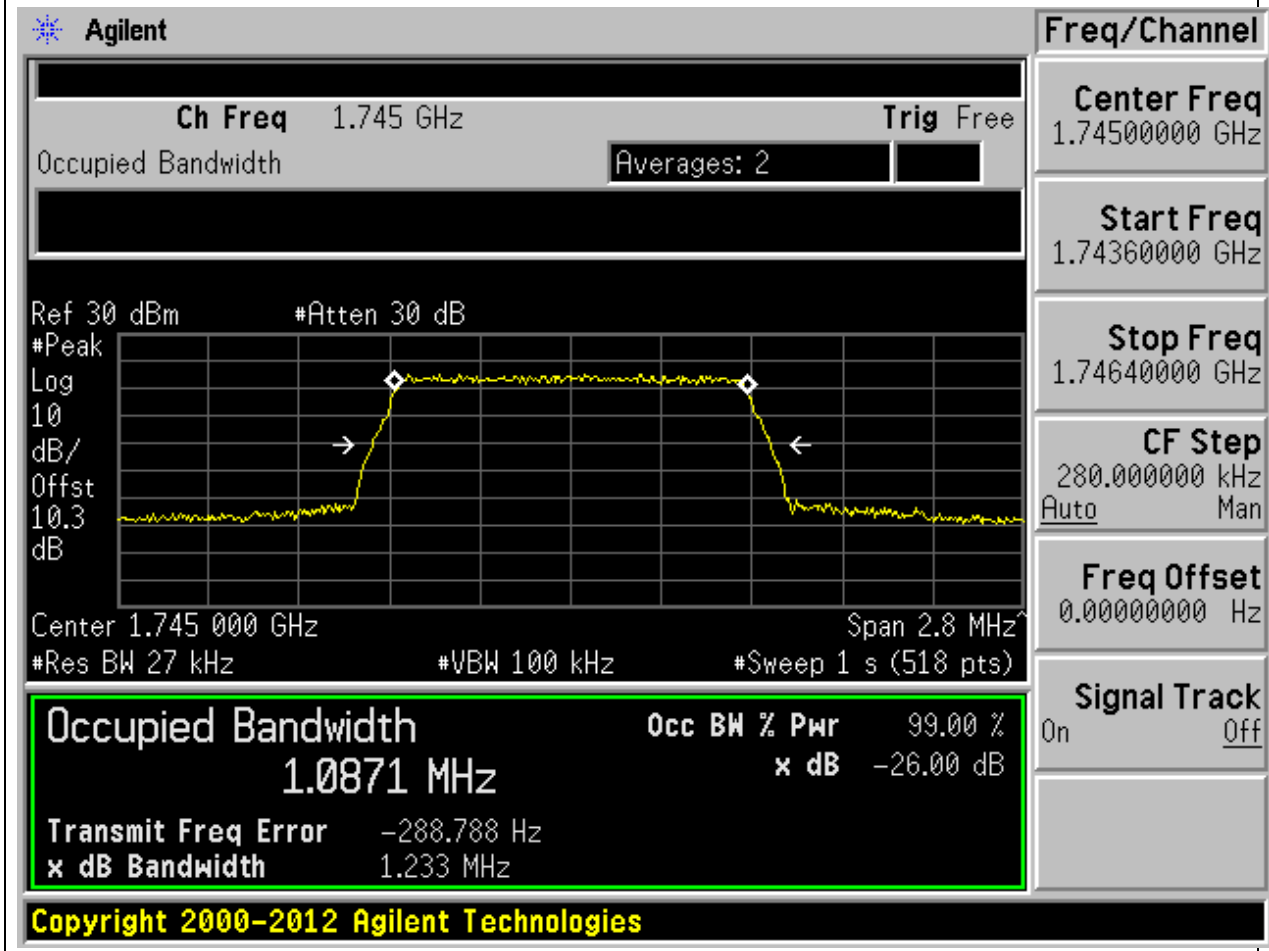 Agilent
Freq/Channel
Ch Freq 1.745 GHz Trig Free
Occupied Bandwidth Averages: 2
Center Freq
1.74500000 GHz
Start Freq
1.74360000 GHz
Stop Freq
1.74640000 GHz
CF Step
280.000000 kHz
Auto Man
Freq Offset
0.00000000 Hz
Signal Track
On Off
Ref 30 dBm #Atten 30 dB
#Peak
Log
10
dB/
Offst
10.3
dB
Center 1.745 000 GHz Span 2.8 MHz^
#Res BW 27 kHz #VBW 100 kHz #Sweep 1 s (518 pts)
Occupied Bandwidth Occ BW % Pwr 99.00 %
1.0871 MHz x dB -26.00 dB
Transmit Freq Error -288.788 Hz
x dB Bandwidth 1.233 MHz
Copyright 2000-2012 Agilent Technologies